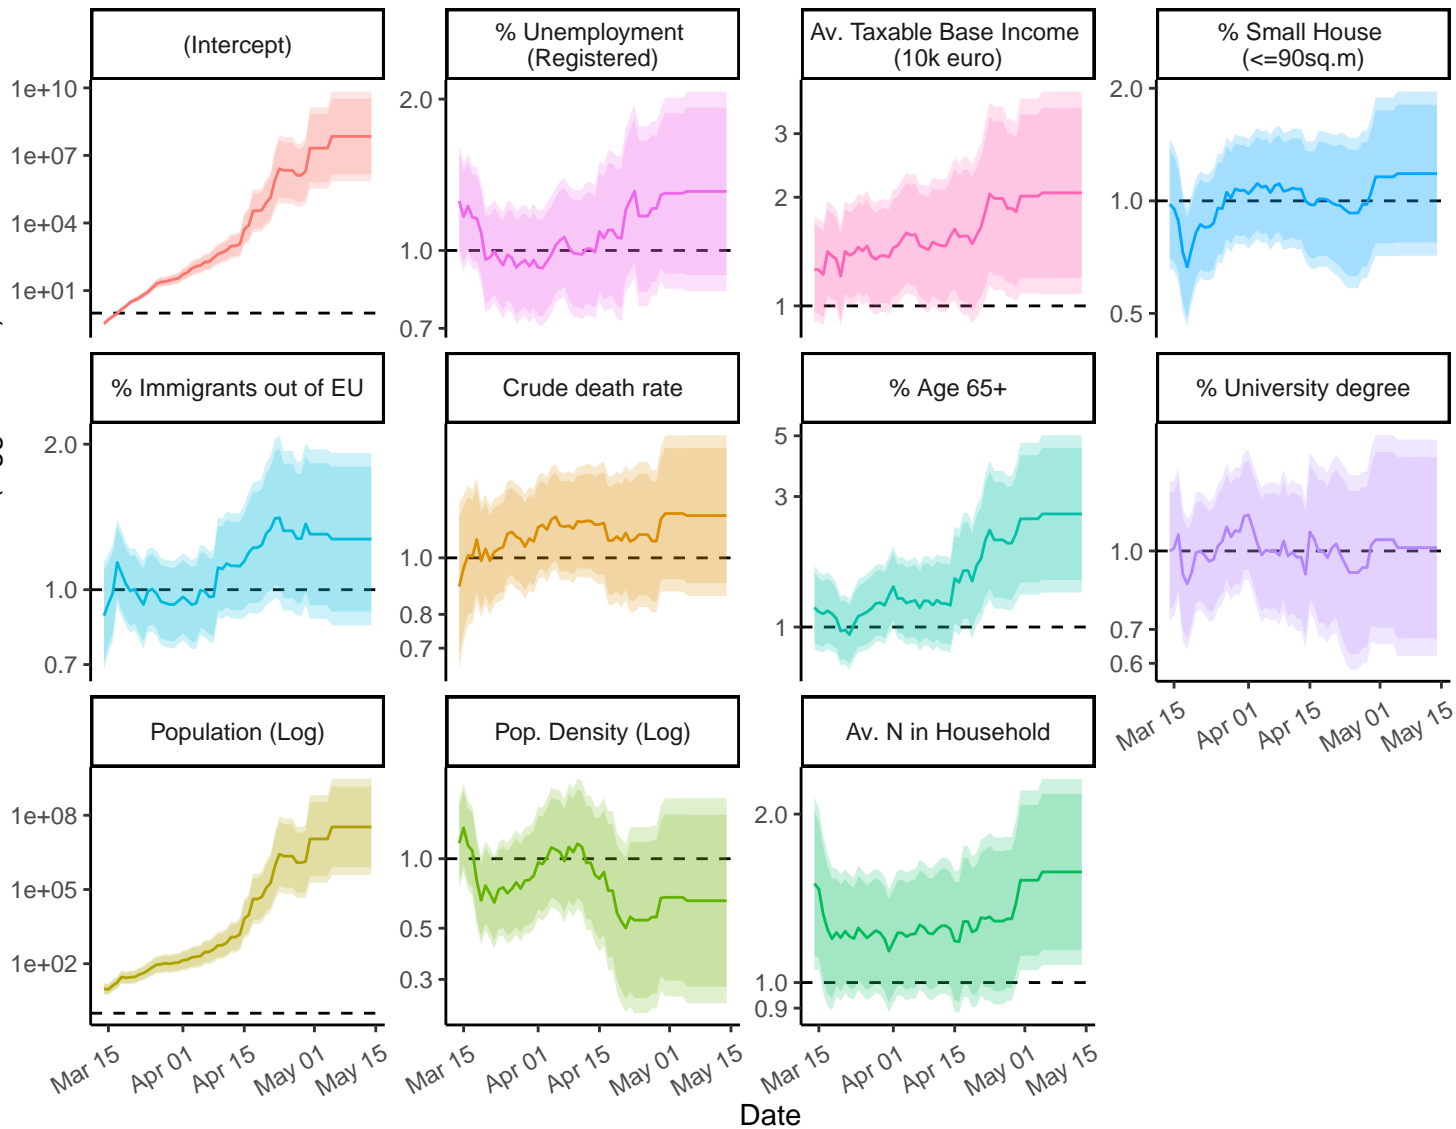 (Intercept)
% Unemployment
(Registered)
Av. Taxable Base Income
(10k euro)
% Small House
(<=90sq.m)
1e+10
1e+07
1e+04
1e+01
2.0
1.0
0.7
3
2
1
2.0
1.0
0.5
% Immigrants out of EU
Crude death rate
% Age 65+
% University degree
2.0
1.0
0.7
1.0
0.8
0.7
5
3
1
1.0
0.7
0.6
Mar 15
Apr 01
Apr 15
May 01
May 15
Population (Log)
Pop. Density (Log)
Av. N in Household
1e+08
1e+05
1e+02
1.0
0.5
0.3
2.0
1.0
0.9
Mar 15
Apr 01
Apr 15
May 01
May 15
Mar 15
Apr 01
Apr 15
May 01
May 15
Mar 15
Apr 01
Apr 15
May 01
May 15
Date